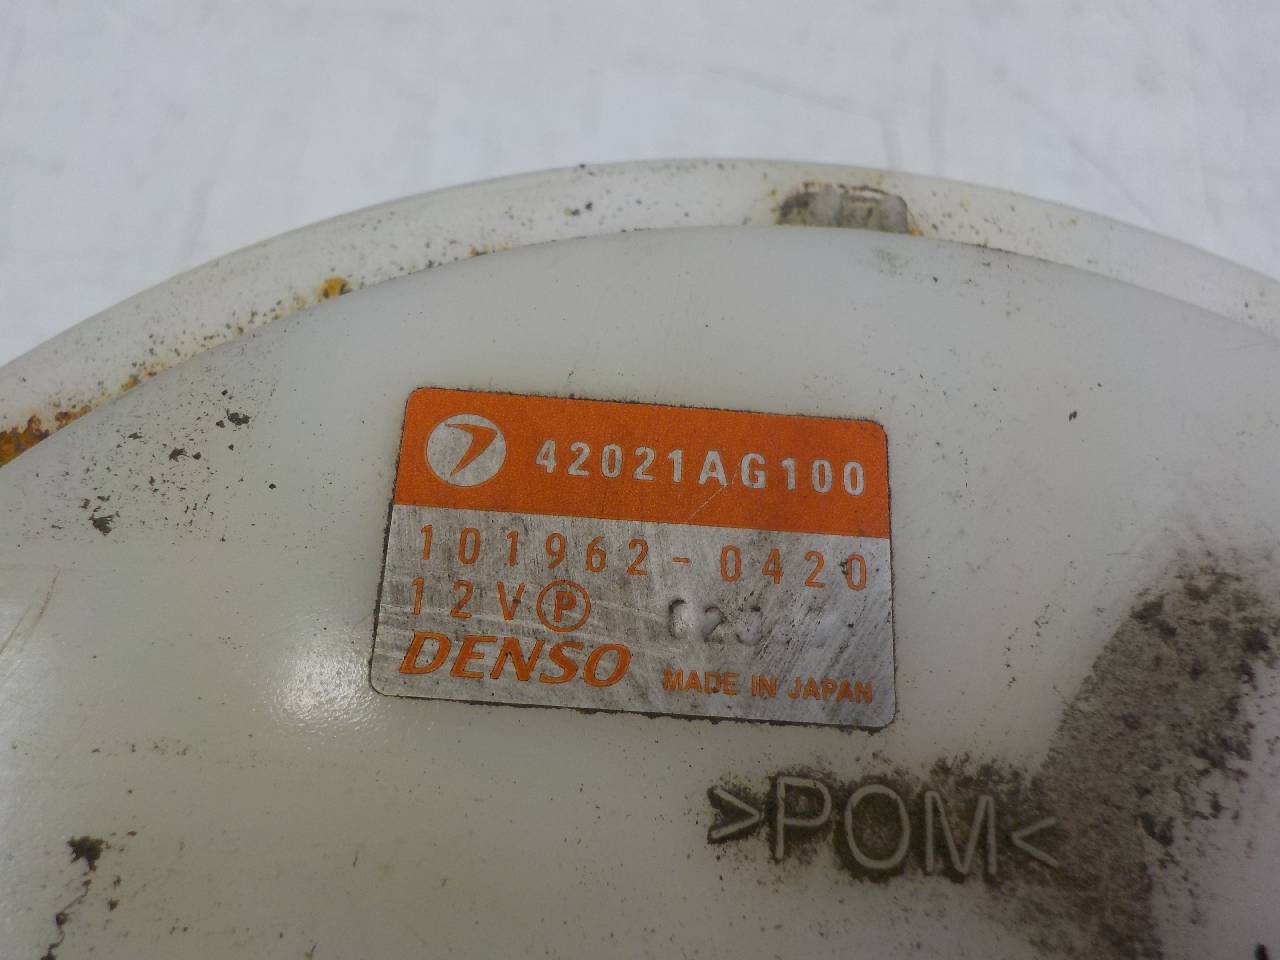 42021AG100
101962-0420
12V Ⓟ
DENSO MADE IN JAPAN
>POM<